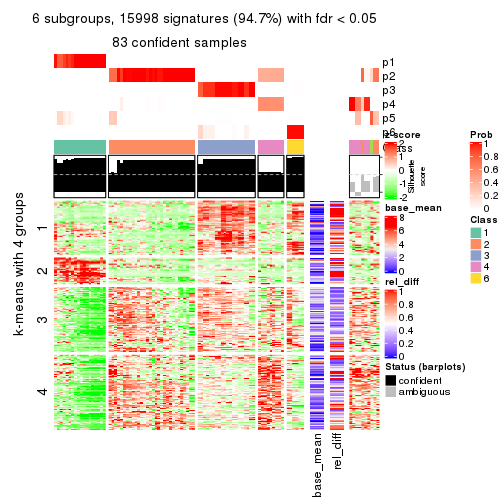 6 subgroups, 15998 signatures (94.7%) with fdr < 0.05
83 confident samples
p1
p2
p3
p4
p5
p6
Class
z-score
2
1
0
-1
-2
Silhouette
score
Prob
1
0.8
0.6
0.4
0.2
0
base_mean
8
6
4
2
0
Class
1
2
3
4
6
rel_diff
1
0.8
0.6
0.4
0.2
0
Status (barplots)
confident
ambiguous
k-means with 4 groups
1
2
3
4
base_mean
rel_diff